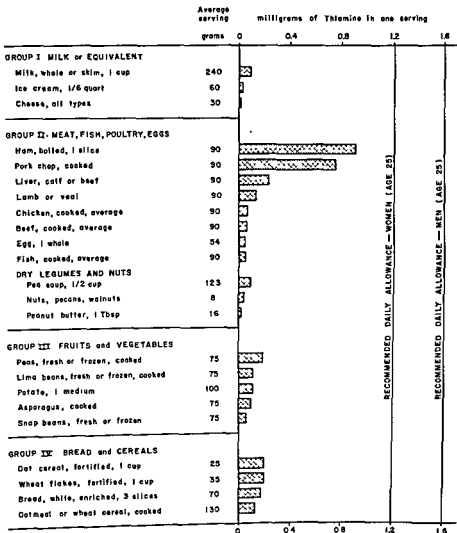 Average
serving
grams
milligrams of Thiamine in one serving
0 0.4 0.8 1.2 1.6
GROUP I MILK or EQUIVALENT
Milk, whole or skim, 1 cup 240
Ice cream, 1/6 quart 60
Cheese, all types 30
GROUP II- MEAT, FISH, POULTRY, EGGS
Ham, boiled, 1 slice 90
Pork chop, cooked 90
Liver, calf or beef 90
Lamb or veal 90
Chicken, cooked, average 90
Beef, cooked, average 90
Egg, 1 whole 54
Fish, cooked, average 90
DRY LEGUMES AND NUTS
Pea soup, 1/2 cup 123
Nuts, pecans, walnuts 8
Peanut butter, 1 Tbsp 16
GROUP III FRUITS and VEGETABLES
Peas, fresh or frozen, cooked 75
Lima beans, fresh or frozen, cooked 75
Potato, 1 medium 100
Asparagus, cooked 75
Snap beans, fresh or frozen 75
GROUP IV BREAD and CEREALS
Oat cereal, fortified, 1 cup 25
Wheat flakes, fortified, 1 cup 35
Bread, white, enriched, 3 slices 70
Oatmeal or wheat cereal, cooked 130
0 0.4 0.8 1.2 1.6
RECOMMENDED DAILY ALLOWANCE—WOMEN (AGE 25)
RECOMMENDED DAILY ALLOWANCE—MEN (AGE 25)